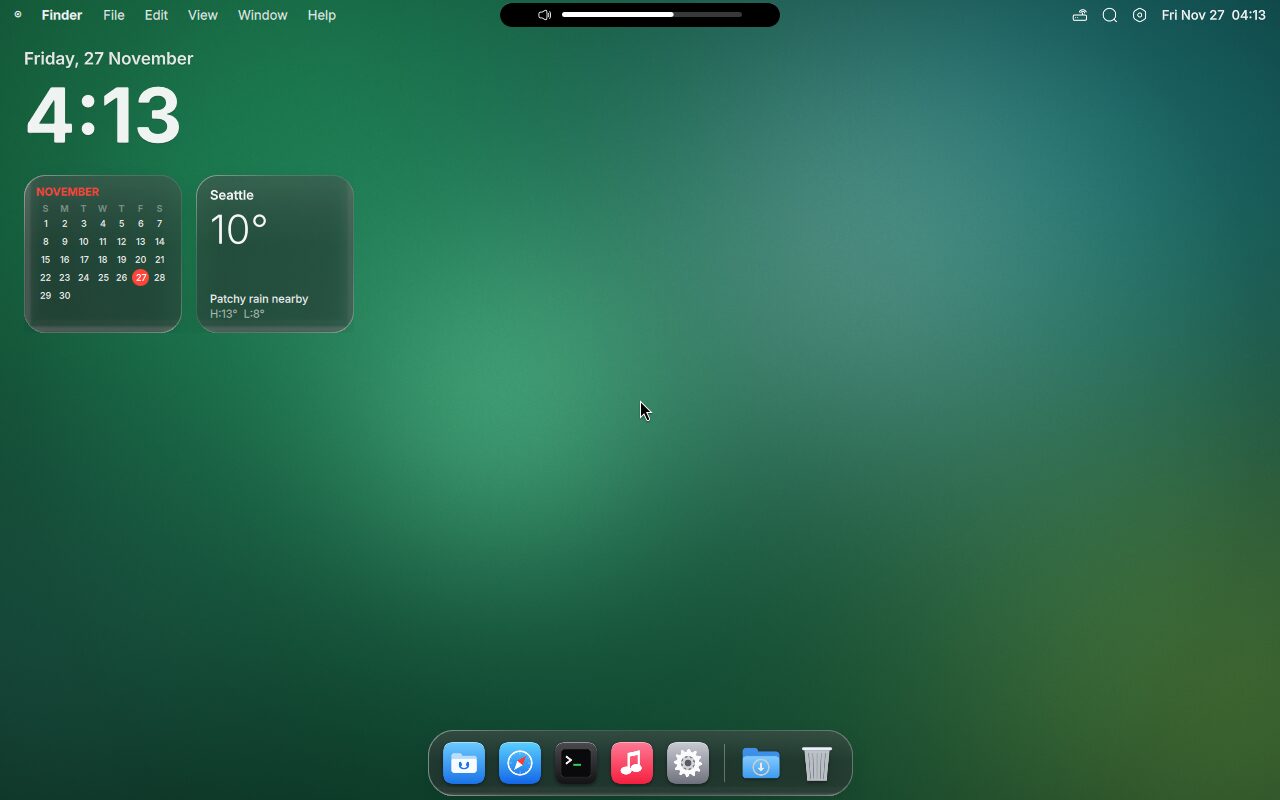 Finder File Edit View Window Help
Fri Nov 27 04:13
Friday, 27 November
4:13
NOVEMBER
S M T W T F S
1 2 3 4 5 6 7
8 9 10 11 12 13 14
15 16 17 18 19 20 21
22 23 24 25 26 27 28
29 30
Seattle
10°
Patchy rain nearby
H:13° L:8°